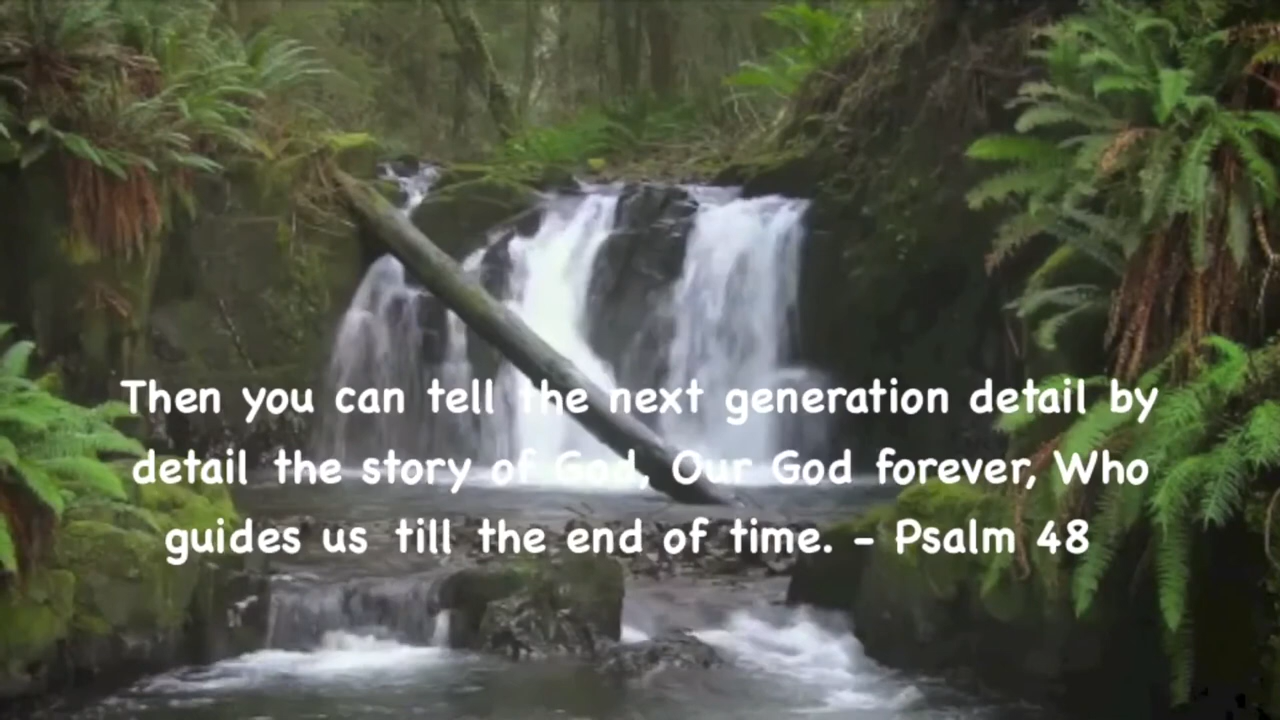 Then you can tell the next generation detail by
detail the story of God, Our God forever, Who
guides us till the end of time. - Psalm 48